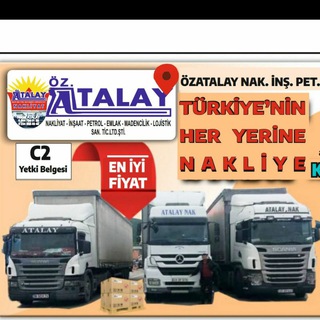 ATALAY
ÖZ.
ATALAY
NAKLİYAT - İNŞAAT - PETROL - EMLAK - MADENCİLİK - LOJİSTİK
SAN. TİC.LTD.ŞTİ.
ÖZATALAY NAK. İNŞ. PET.
TÜRKİYE'NİN
HER YERİNE
NAKLİYE
C2
Yetki Belgesi
EN İYİ
FİYAT
ATALAY
ATALAY NAK
ATALAY NAK